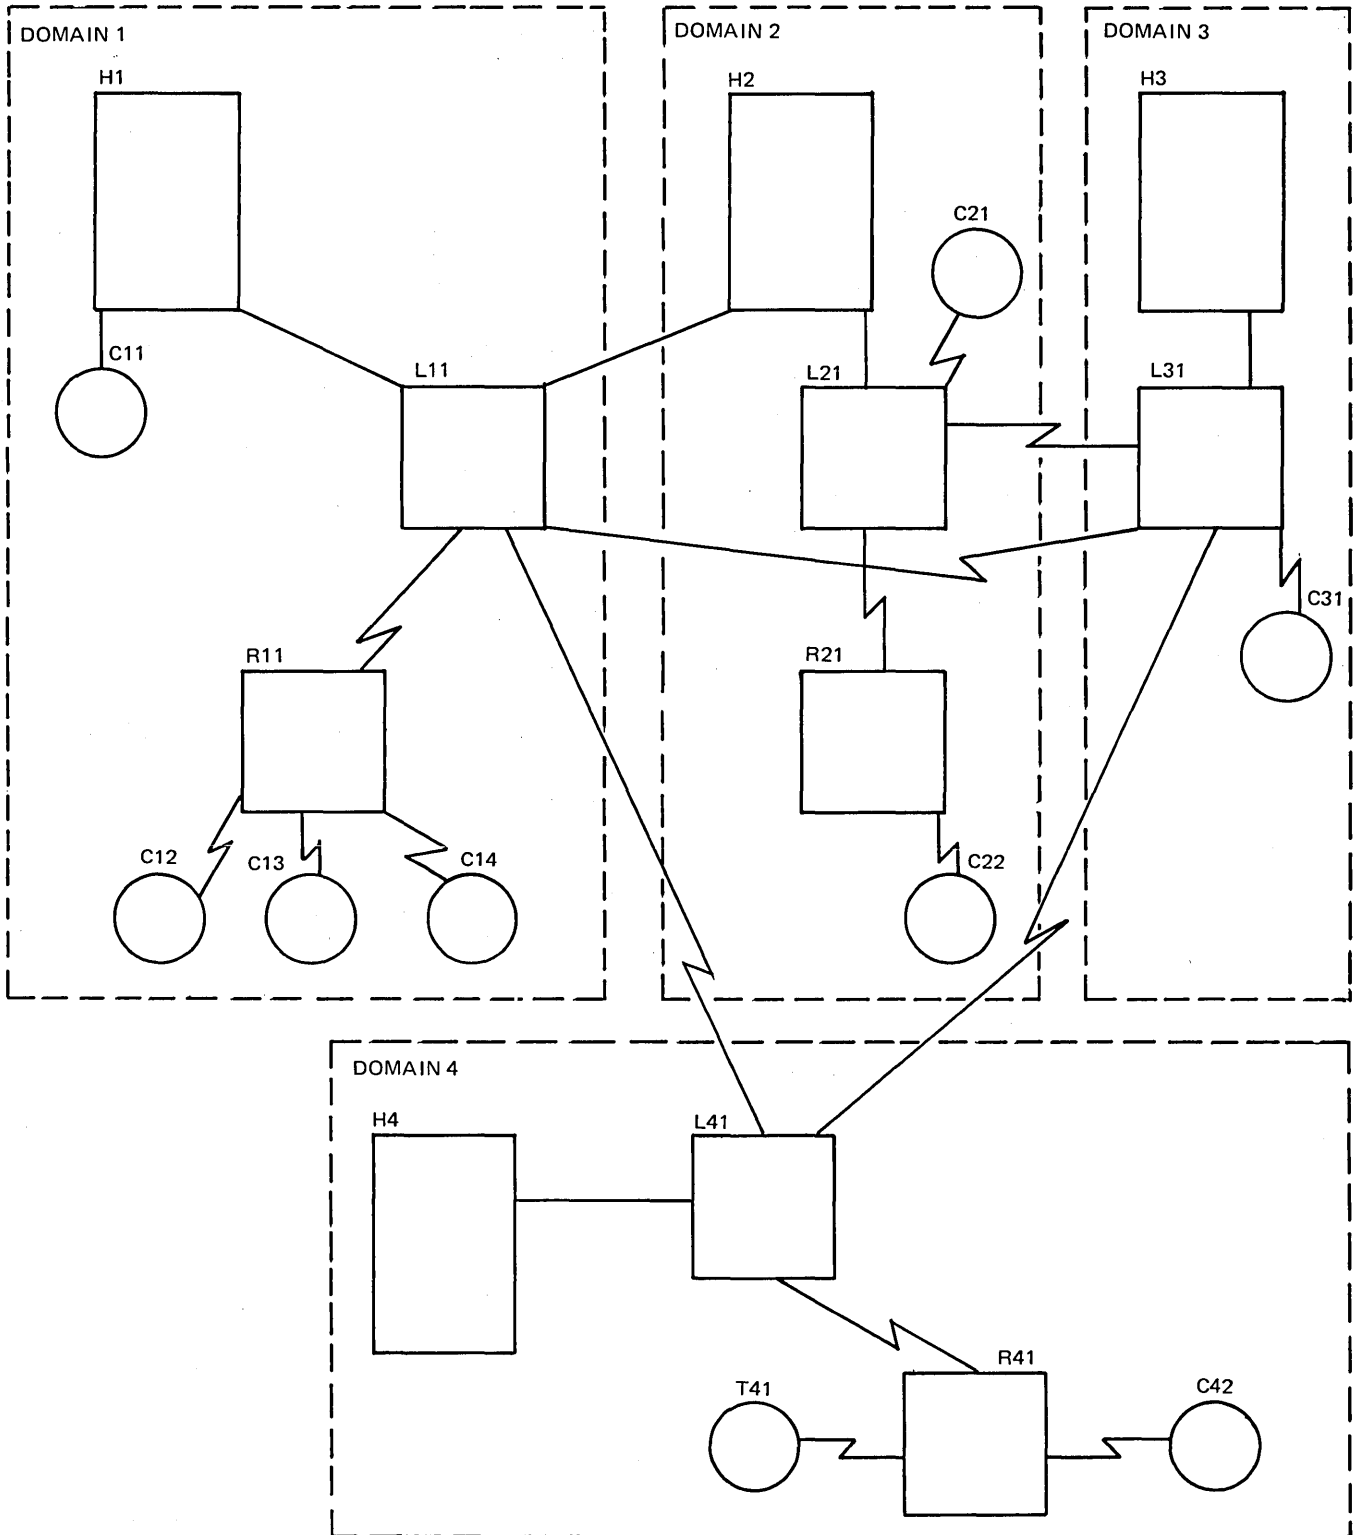 DOMAIN 1
H1
C11
L11
R11
C12
C13
C14
DOMAIN 2
H2
C21
L21
R21
C22
DOMAIN 3
H3
L31
C31
DOMAIN 4
H4
L41
R41
T41
C42